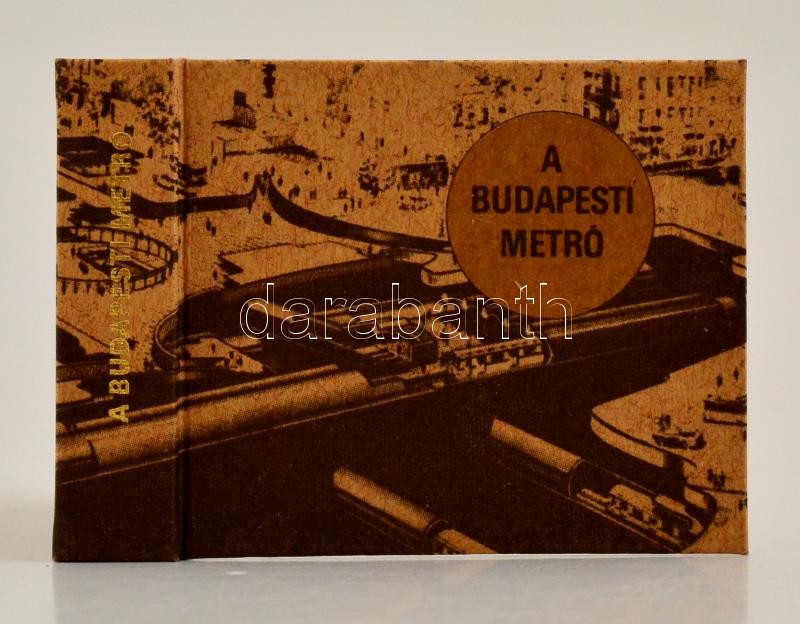 A BUDAPESTI METRÓ
A
BUDAPESTI
METRÓ
darabanth